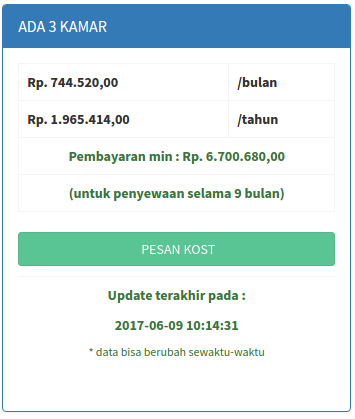 ADA 3 KAMAR
Rp. 744.520,00 /bulan
Rp. 1.965.414,00 /tahun
Pembayaran min : Rp. 6.700.680,00
(untuk penyewaan selama 9 bulan)
PESAN KOST
Update terakhir pada :
2017-06-09 10:14:31
* data bisa berubah sewaktu-waktu